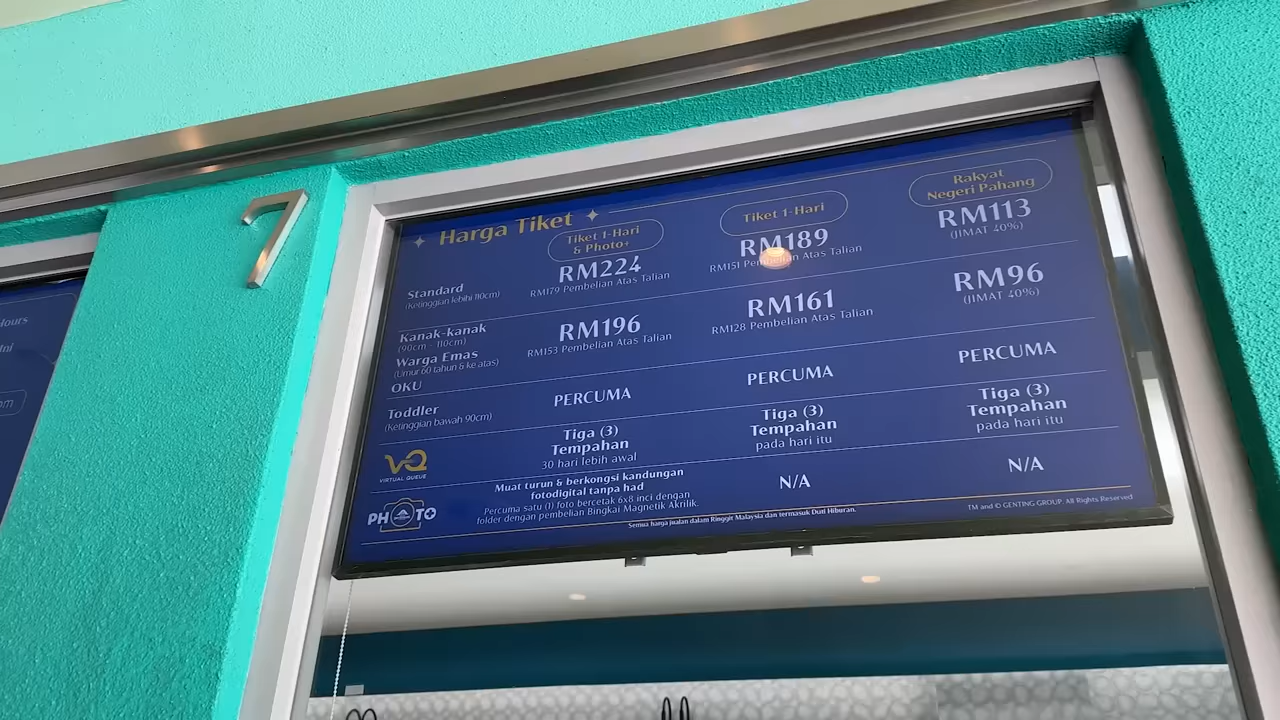 7
Hours
Harga Tiket
Tiket 1-Hari
& Photo+
Tiket 1-Hari
Rakyat
Negeri Pahang
Standard
(Ketinggian lebihi 110cm)
RM224
RM179 Pembelian Atas Talian
RM189
RM151 Pembelian Atas Talian
RM113
(JIMAT 40%)
Kanak-kanak
(90cm - 110cm)
Warga Emas
(Umur 60 tahun & ke atas)
OKU
RM196
RM153 Pembelian Atas Talian
RM161
RM128 Pembelian Atas Talian
RM96
(JIMAT 40%)
Toddler
(Ketinggian bawah 90cm)
PERCUMA
PERCUMA
PERCUMA
VQ
VIRTUAL QUEUE
Tiga (3)
Tempahan
30 hari lebih awal
Tiga (3)
Tempahan
pada hari itu
Tiga (3)
Tempahan
pada hari itu
PHOTO
Muat turun & berkongsi kandungan
fotodigital tanpa had
Percuma satu (1) foto bercetak 6x8 inci dengan
folder dengan pembelian Bingkai Magnetik Akrilik.
N/A
N/A
Semua harga jualan dalam Ringgit Malaysia dan termasuk Duti Hiburan.
TM and © GENTING GROUP. All Rights Reserved